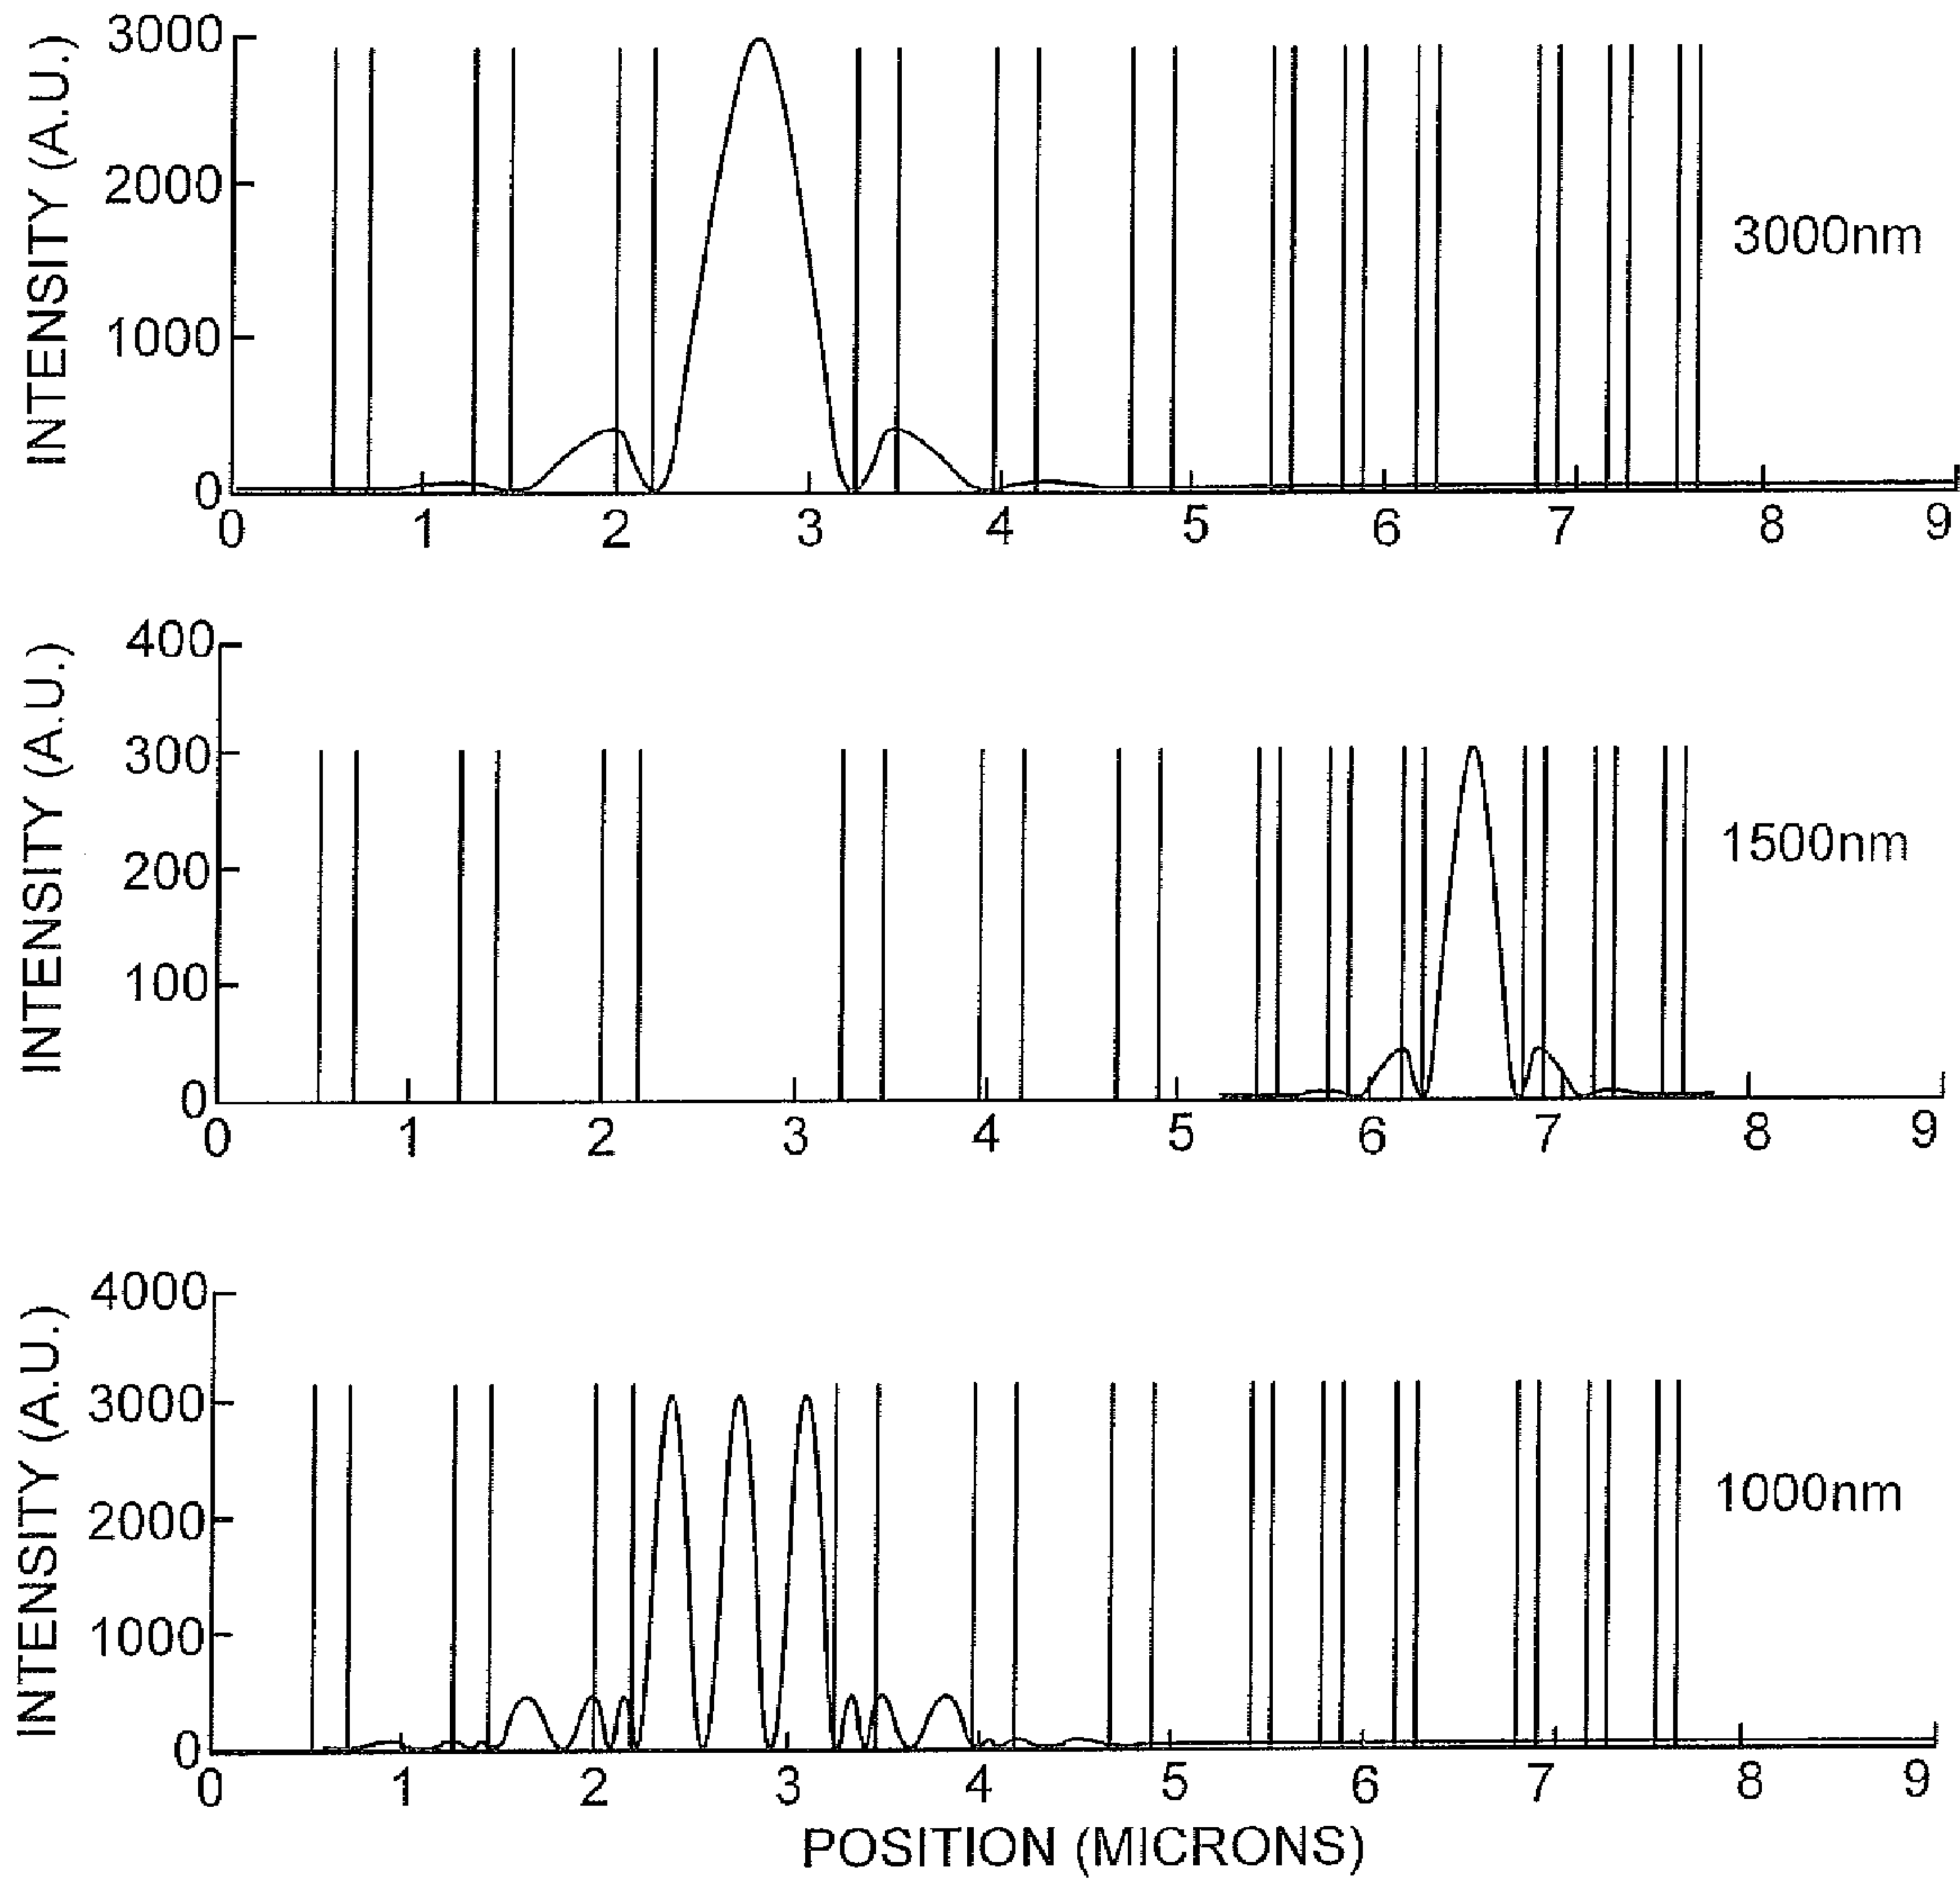 INTENSITY (A.U.)
3000
2000
1000
0
0 1 2 3 4 5 6 7 8 9
3000nm
INTENSITY (A.U.)
400
300
200
100
0
0 1 2 3 4 5 6 7 8 9
1500nm
INTENSITY (A.U.)
4000
3000
2000
1000
0
0 1 2 3 4 5 6 7 8 9
1000nm
POSITION (MICRONS)